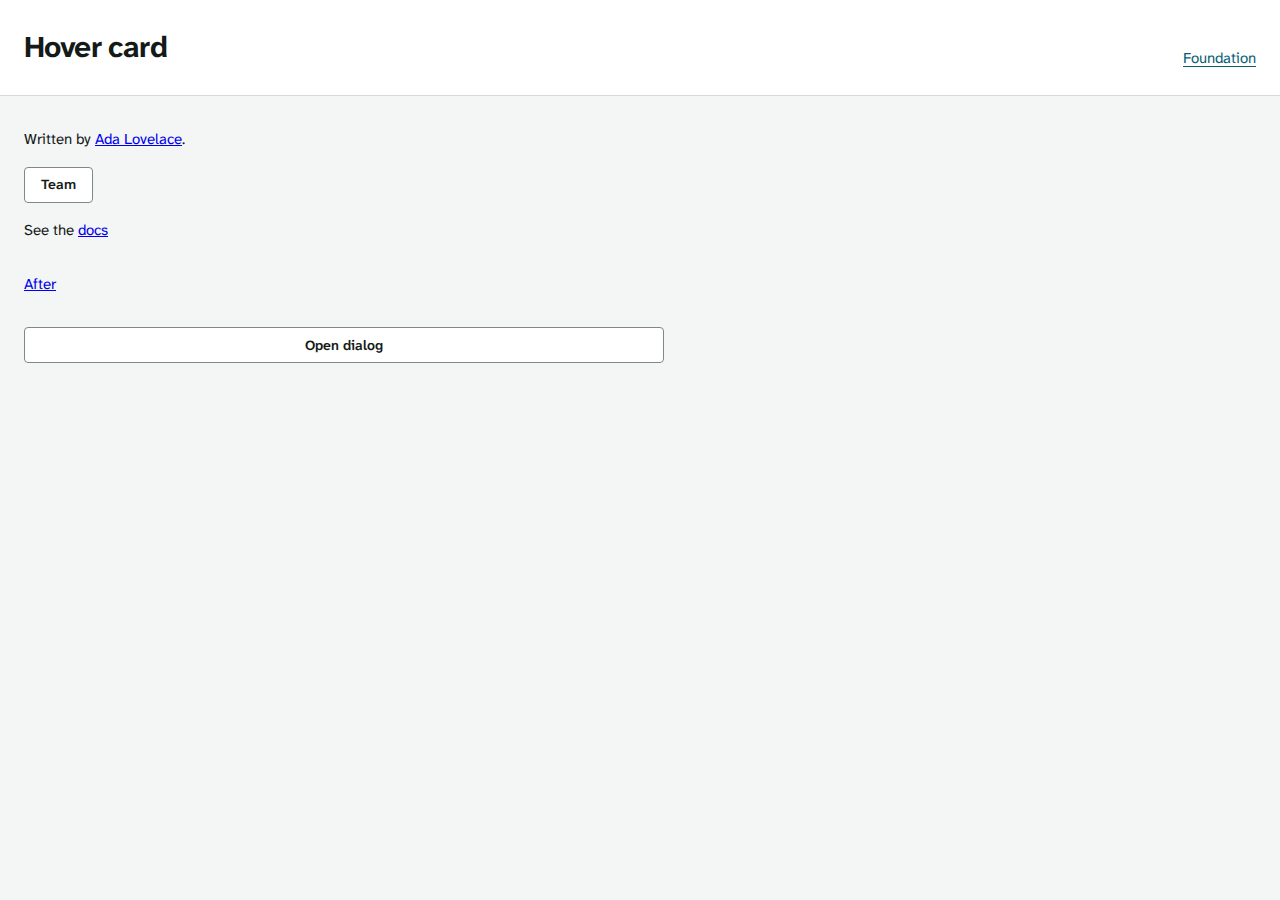 Hover card
Foundation
Written by Ada Lovelace.
Team
See the docs
After
Open dialog